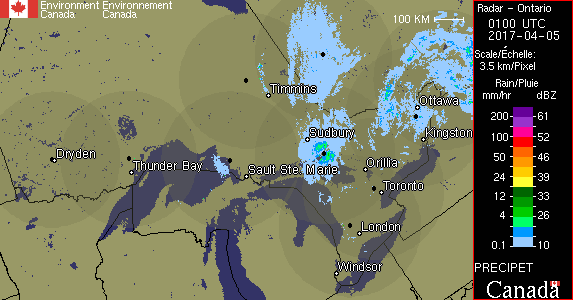 Environment Environnement
Canada Canada
100 KM
Radar - Ontario
0100 UTC
2017-04-05
Scale/Échelle:
3.5 km/Pixel
Rain/Pluie
mm/hr dBZ
200 61
100 52
50 46
24 39
12 33
4 26
1 16
0.1 10
PRECIPET
Canada
Timmins
Ottawa
Sudbury
Kingston
Dryden
Thunder Bay
Sault Ste. Marie
Orillia
Toronto
London
Windsor